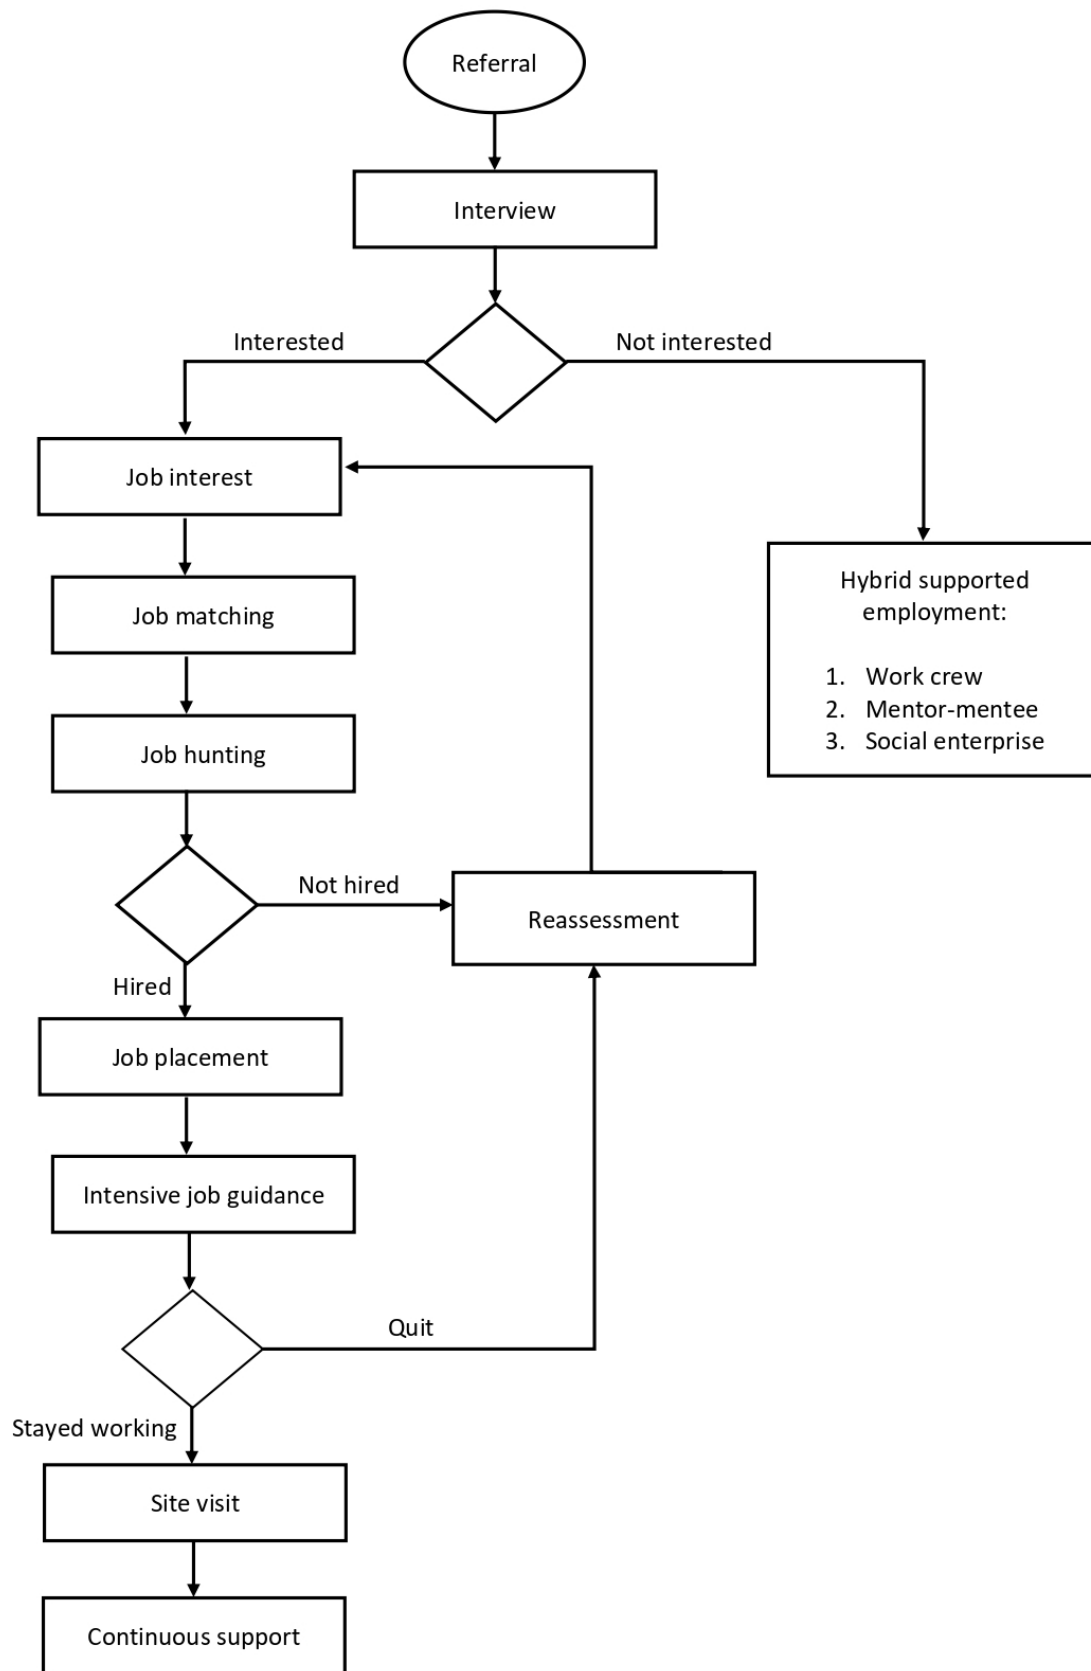 Referral
Interview
Interested
Not interested
Job interest
Job matching
Job hunting
Hybrid supported
employment:
1. Work crew
2. Mentor-mentee
3. Social enterprise
Not hired
Reassessment
Hired
Job placement
Intensive job guidance
Quit
Stayed working
Site visit
Continuous support